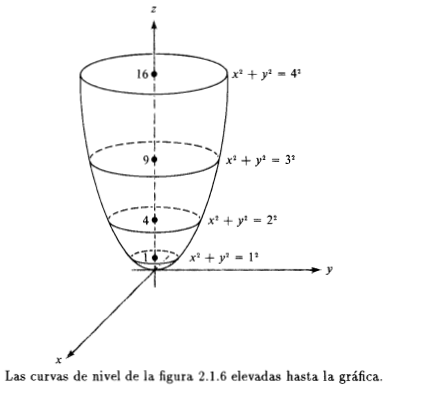 z
16 x² + y² = 4²
9 x² + y² = 3²
4 x² + y² = 2²
1 x² + y² = 1²
y
x
Las curvas de nivel de la figura 2.1.6 elevadas hasta la gráfica.